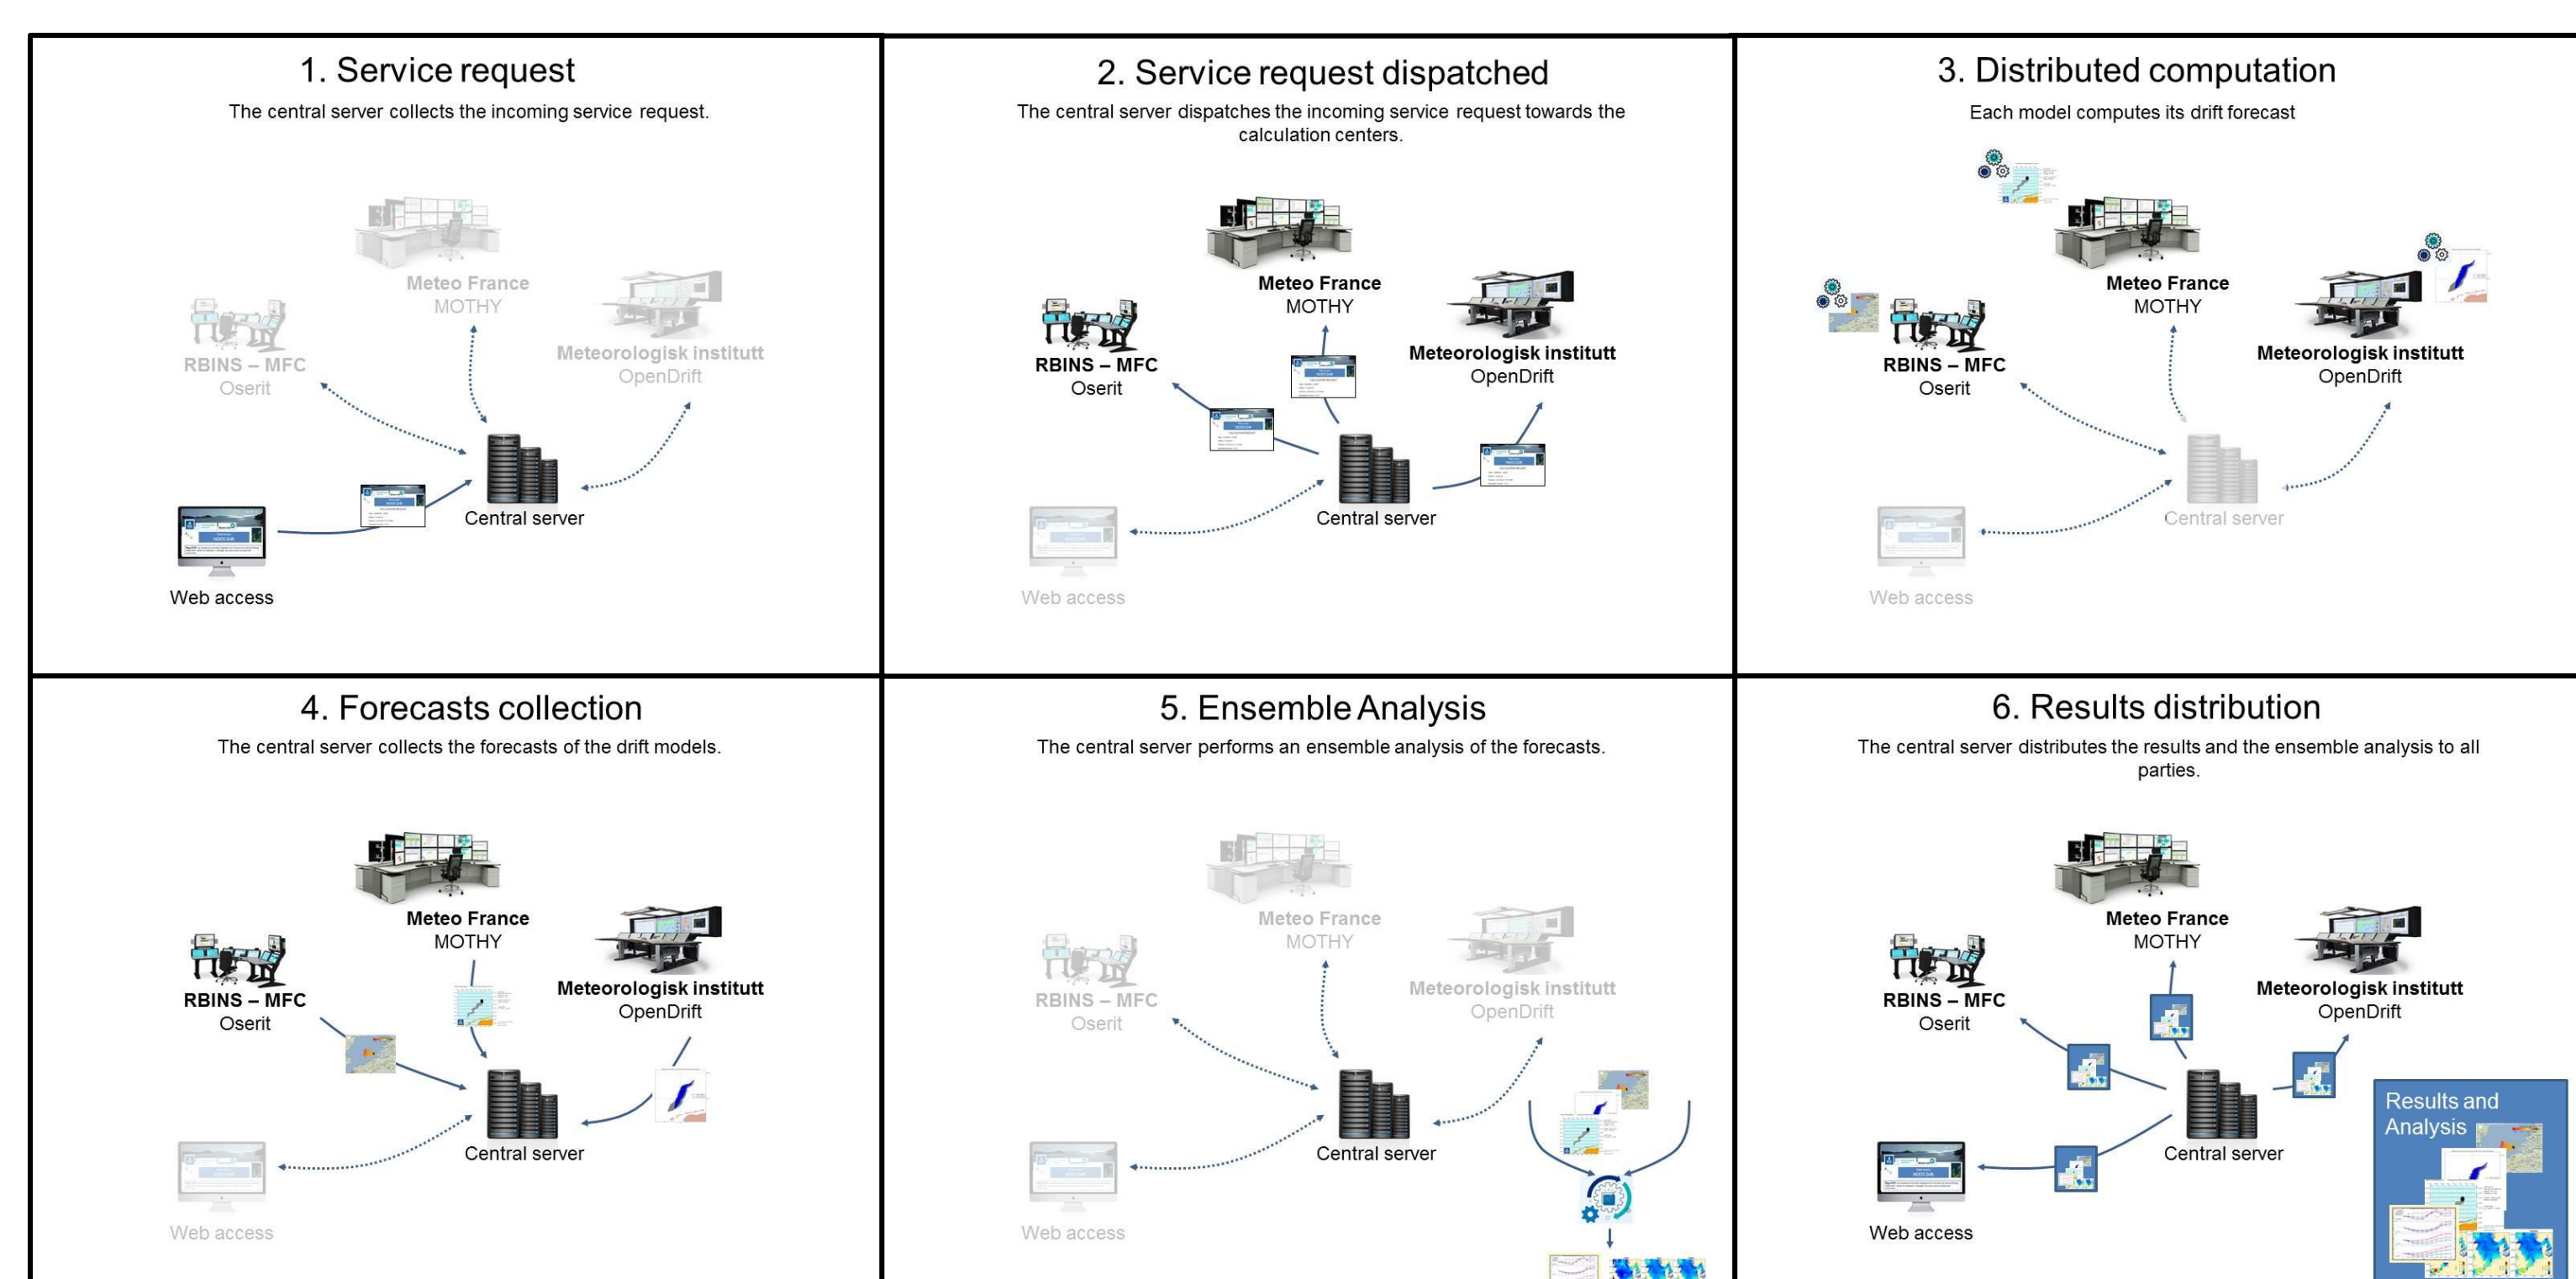 1. Service request
The central server collects the incoming service request.
Meteo France
MOTHY
RBINS – MFC
Oserit
Meteorologisk institutt
OpenDrift
Central server
Web access
2. Service request dispatched
The central server dispatches the incoming service request towards the
calculation centers.
Meteo France
MOTHY
RBINS – MFC
Oserit
Meteorologisk institutt
OpenDrift
Central server
Web access
3. Distributed computation
Each model computes its drift forecast
Meteo France
MOTHY
RBINS – MFC
Oserit
Meteorologisk institutt
OpenDrift
Central server
Web access
4. Forecasts collection
The central server collects the forecasts of the drift models.
Meteo France
MOTHY
RBINS – MFC
Oserit
Meteorologisk institutt
OpenDrift
Central server
Web access
5. Ensemble Analysis
The central server performs an ensemble analysis of the forecasts.
Meteo France
MOTHY
RBINS – MFC
Oserit
Meteorologisk institutt
OpenDrift
Central server
Web access
6. Results distribution
The central server distributes the results and the ensemble analysis to all
parties.
Meteo France
MOTHY
RBINS – MFC
Oserit
Meteorologisk institutt
OpenDrift
Central server
Web access
Results and
Analysis